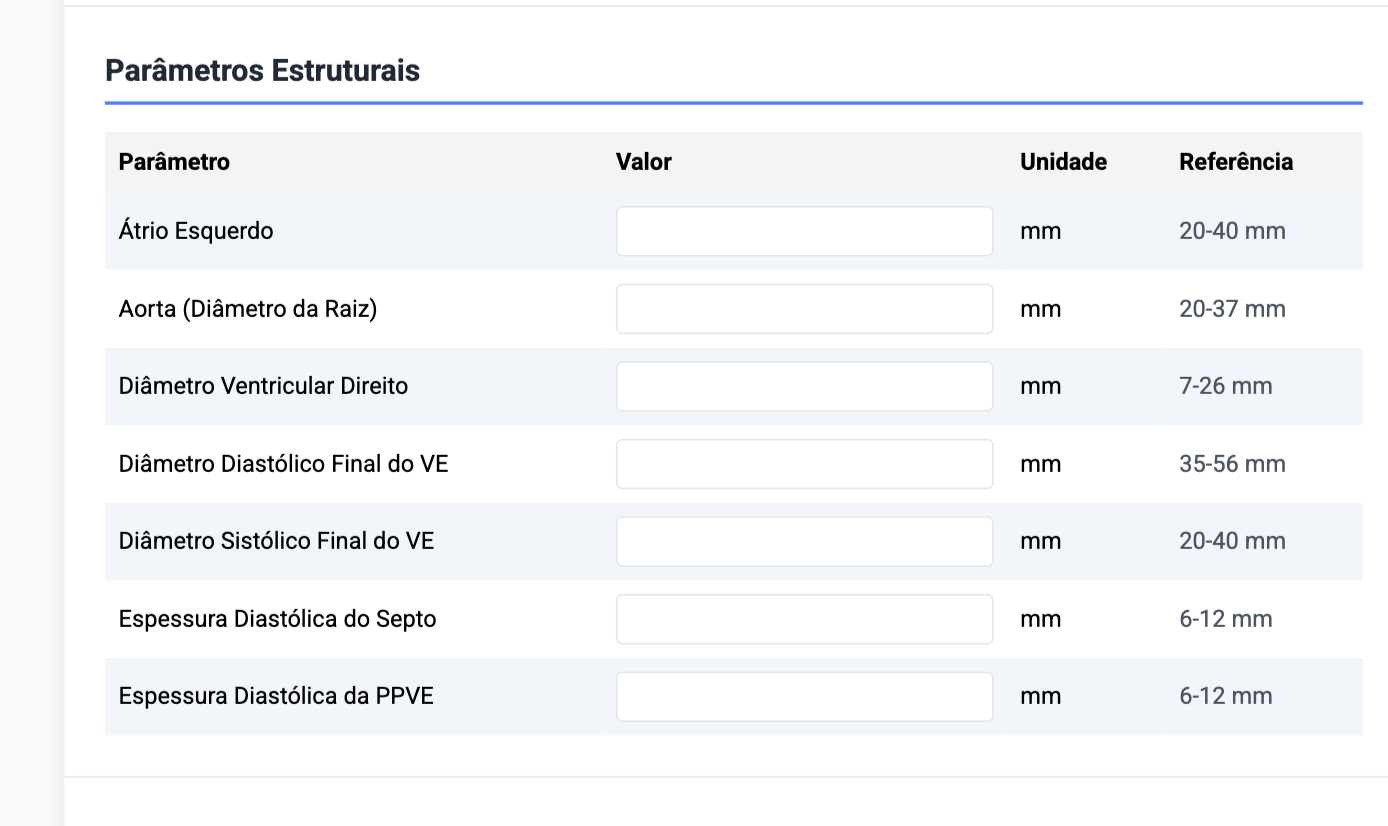 Parâmetros Estruturais
Parâmetro Valor Unidade Referência
Átrio Esquerdo mm 20-40 mm
Aorta (Diâmetro da Raiz) mm 20-37 mm
Diâmetro Ventricular Direito mm 7-26 mm
Diâmetro Diastólico Final do VE mm 35-56 mm
Diâmetro Sistólico Final do VE mm 20-40 mm
Espessura Diastólica do Septo mm 6-12 mm
Espessura Diastólica da PPVE mm 6-12 mm